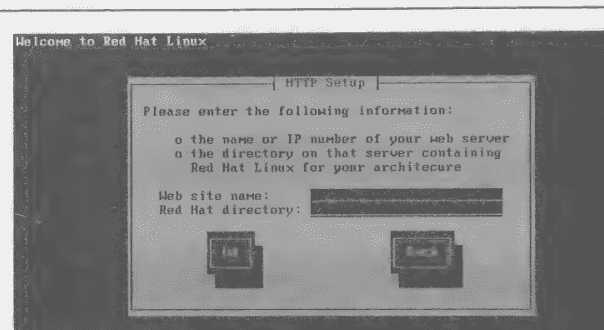 Welcome to Red Hat Linux
HTTP Setup
Please enter the following information:
o the name or IP number of your web server
o the directory on that server containing
Red Hat Linux for your architecure
Web site name:
Red Hat directory: